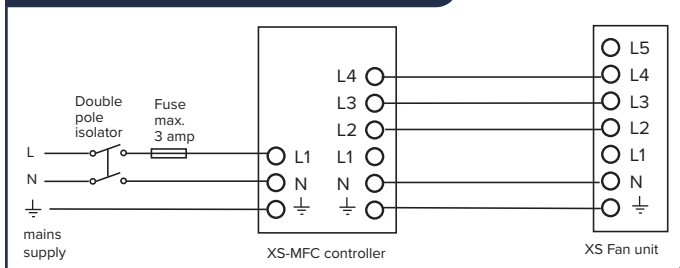 L5
L4
L4
L3
L3
Double
pole
isolator
Fuse
max.
3 amp
L2
L2
L
L1
L1
L1
N
N
N
N
mains
supply
XS-MFC controller
XS Fan unit